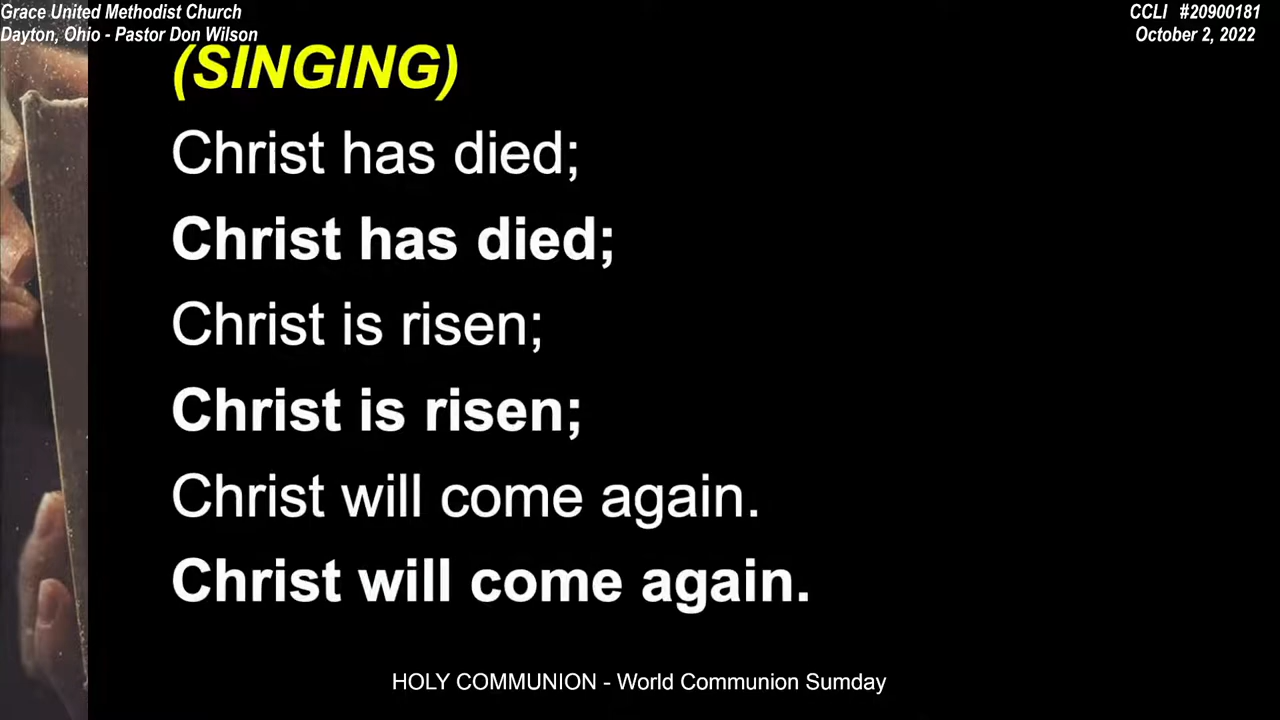 Grace United Methodist Church
Dayton, Ohio - Pastor Don Wilson
CCLI #20900181
October 2, 2022
(SINGING)
Christ has died;
Christ has died;
Christ is risen;
Christ is risen;
Christ will come again.
Christ will come again.
HOLY COMMUNION - World Communion Sumday